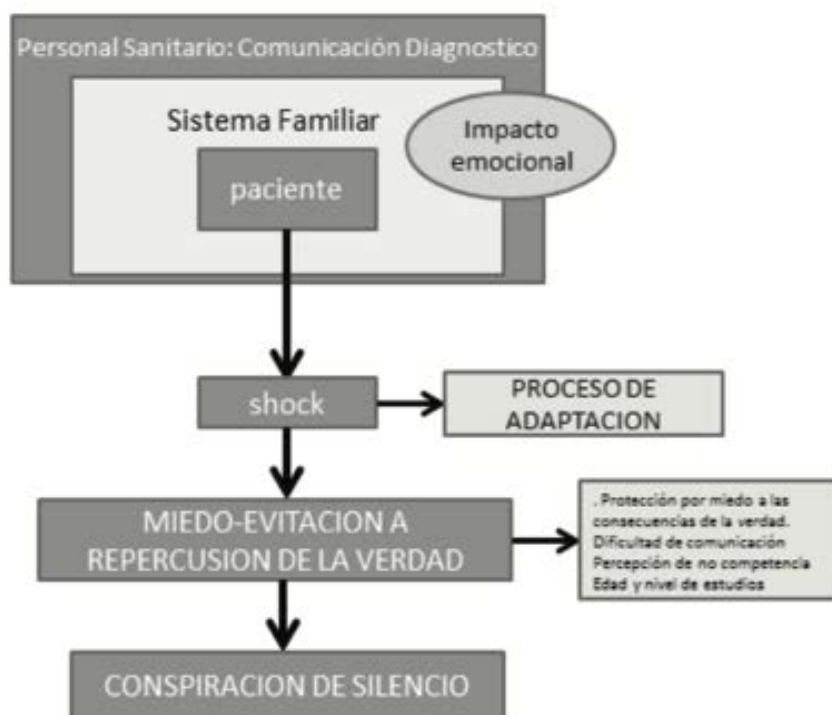 Personal Sanitario: Comunicación Diagnostico
Sistema Familiar
Impacto
emocional
paciente
shock
PROCESO DE
ADAPTACION
MIEDO-EVITACION A
REPERCUSION DE LA VERDAD
. Protección por miedo a las
consecuencias de la verdad.
Dificultad de comunicación
Percepción de no competencia
Edad y nivel de estudios
CONSPIRACION DE SILENCIO